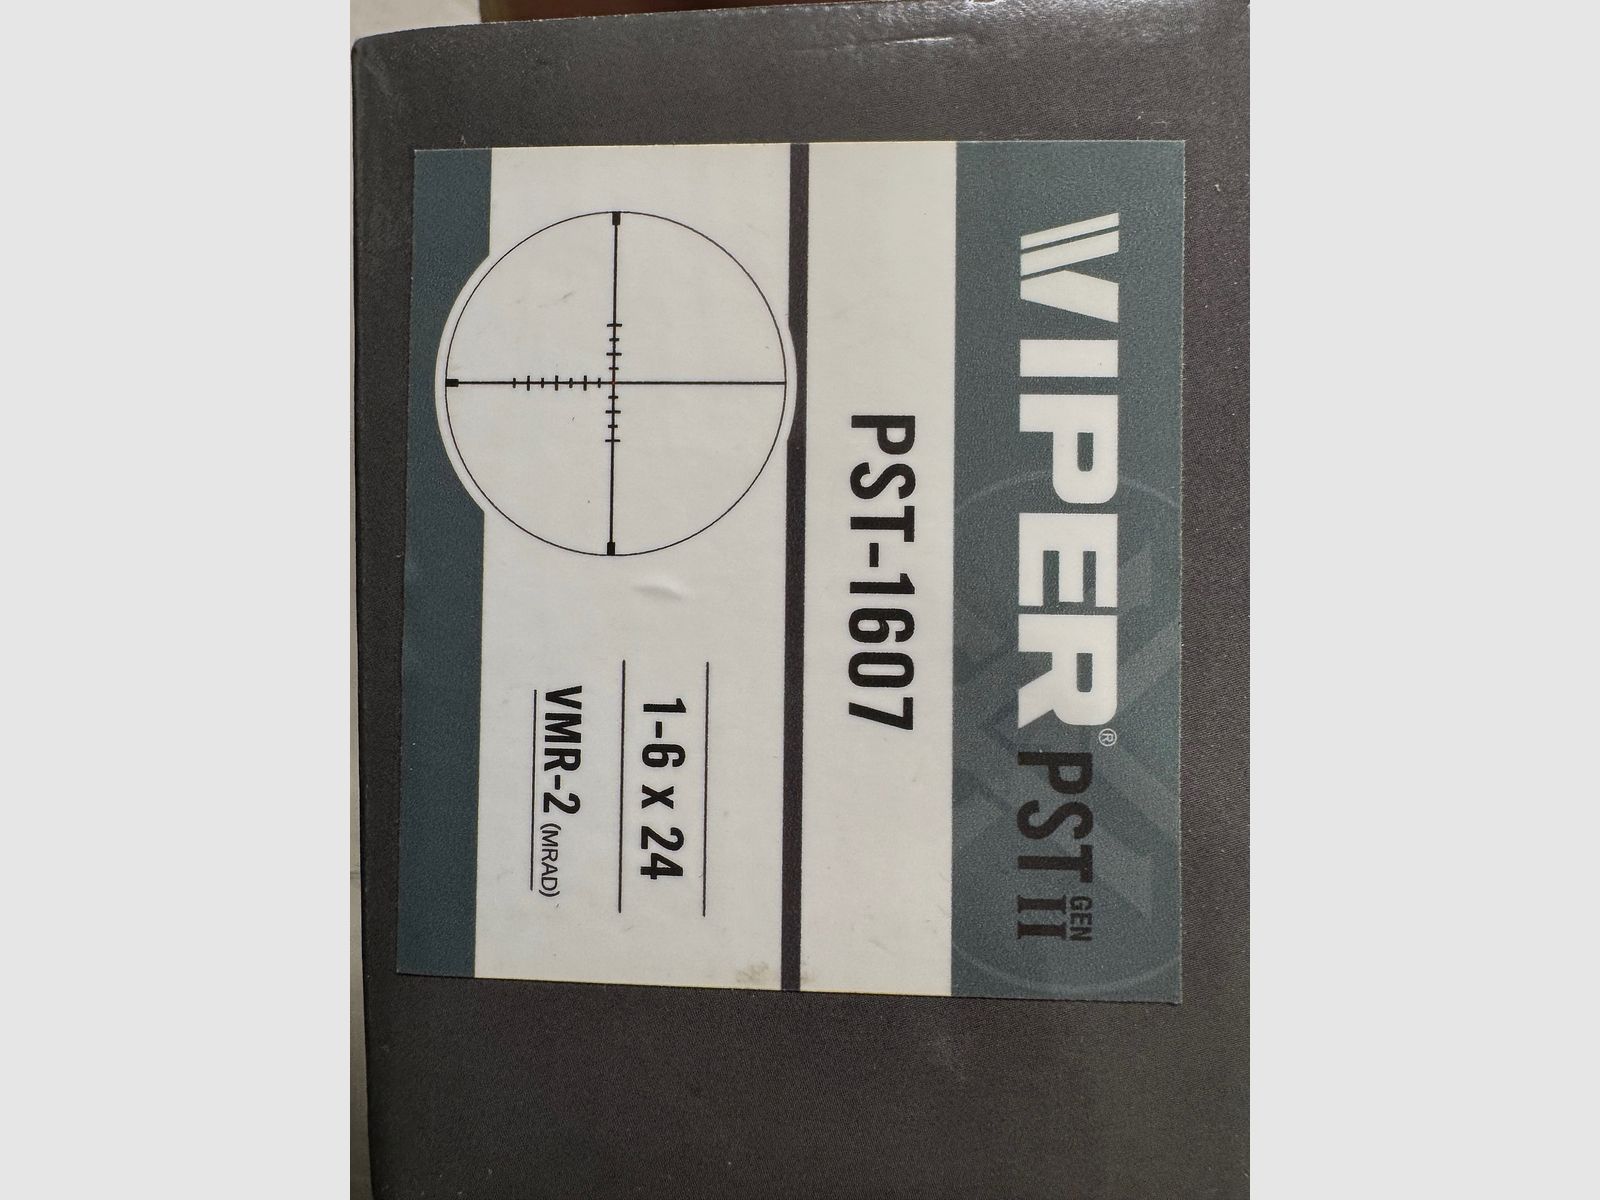 VIPER® PST GEN II
PST-1607
1-6 x 24
VMR-2 (MRAD)